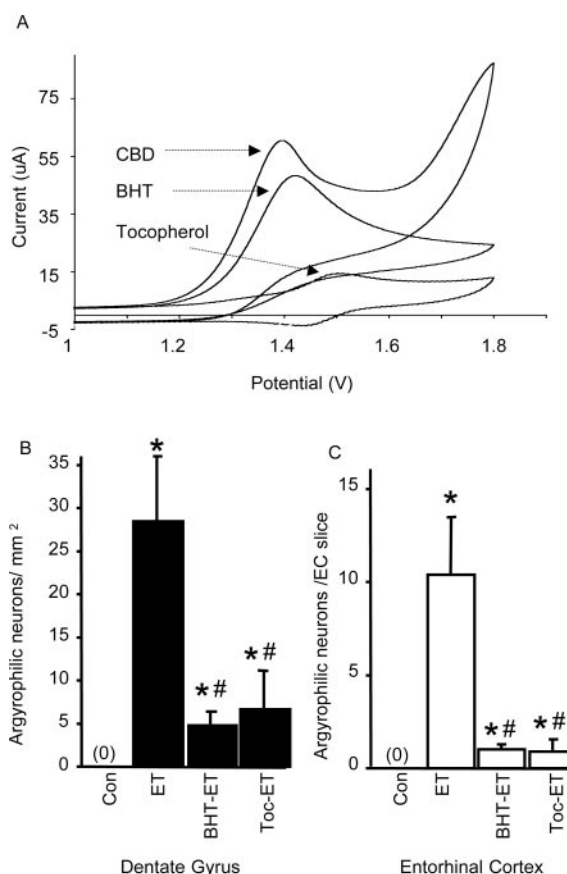 A
75
55
35
15
-5
Current (uA)
CBD
BHT
Tocopherol
1 1.2 1.4 1.6 1.8
Potential (V)
B
35
30
25
20
15
10
5
0
Argyrophilic neurons/ mm ²
*
* #
* #
(0)
Con
ET
BHT-ET
Toc-ET
Dentate Gyrus
C
15
10
5
0
Argyrophilic neurons /EC slice
*
* #
* #
(0)
Con
ET
BHT-ET
Toc-ET
Entorhinal Cortex